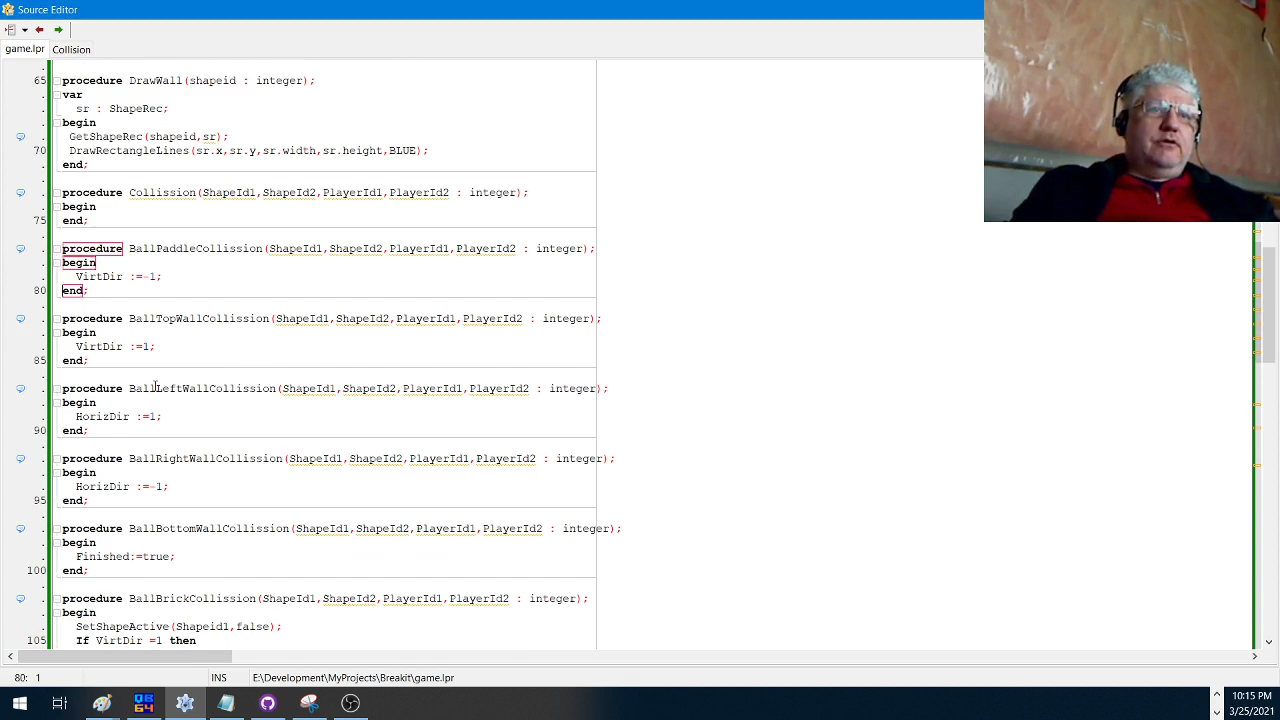 Source Editor
game.lpr Collision
65 procedure DrawWall(shapeid : integer);
var
sr : ShapeRec;
begin
GetShapeRec(shapeid,sr);
70 DrawRectangleLines(sr.x,sr.y,sr.width,sr.height,BLUE);
end;
procedure Collission(ShapeId1,ShapeId2,PlayerId1,PlayerId2 : integer);
begin
75 end;
procedure BallPaddleCollission(ShapeId1,ShapeId2,PlayerId1,PlayerId2 : integer);
begin
VirtDir :=-1;
80 end;
procedure BallTopWallCollission(ShapeId1,ShapeId2,PlayerId1,PlayerId2 : integer);
begin
VirtDir :=1;
85 end;
procedure BallLeftWallCollission(ShapeId1,ShapeId2,PlayerId1,PlayerId2 : integer);
begin
HorizDir :=1;
90 end;
procedure BallRightWallCollission(ShapeId1,ShapeId2,PlayerId1,PlayerId2 : integer);
begin
HorizDir :=-1;
95 end;
procedure BallBottomWallCollission(ShapeId1,ShapeId2,PlayerId1,PlayerId2 : integer);
begin
Finished:=true;
100 end;
procedure BallBrickCollission(ShapeId1,ShapeId2,PlayerId1,PlayerId2 : integer);
begin
SetShapeActive(Shapeid1,false);
105 If VirtDir =1 then
80: 1 INS E:\Development\MyProjects\Breakit\game.lpr
QB
64
10:15 PM
3/25/2021